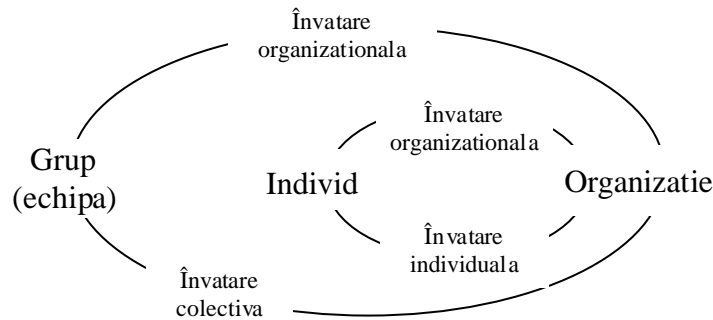 Învatare
organizationala
Învatare
organizationala
Grup
(echipa)
Individ
Organizatie
Învatare
individuala
Învatare
colectiva